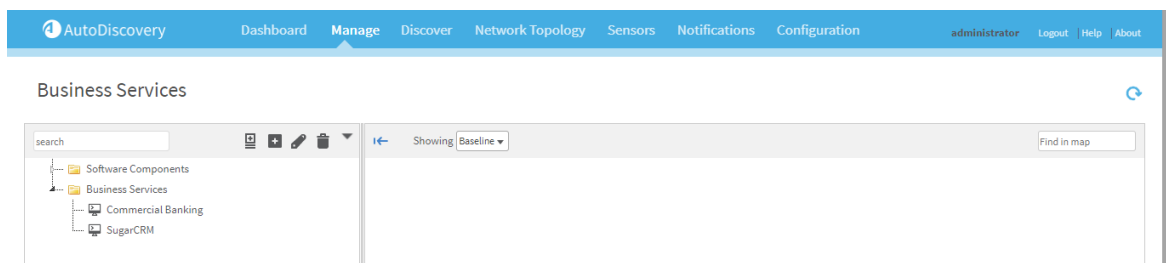 AutoDiscovery Dashboard Manage Discover Network Topology Sensors Notifications Configuration administrator Logout | Help | About
Business Services
search Showing Baseline Find in map
Software Components
Business Services
Commercial Banking
SugarCRM